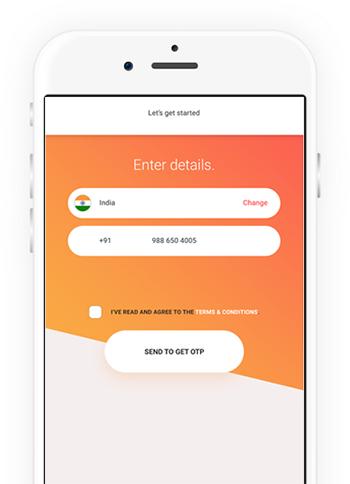 Let's get started
Enter details.
India Change
+91 988 650 4005
I'VE READ AND AGREE TO THE TERMS & CONDITIONS.
SEND TO GET OTP